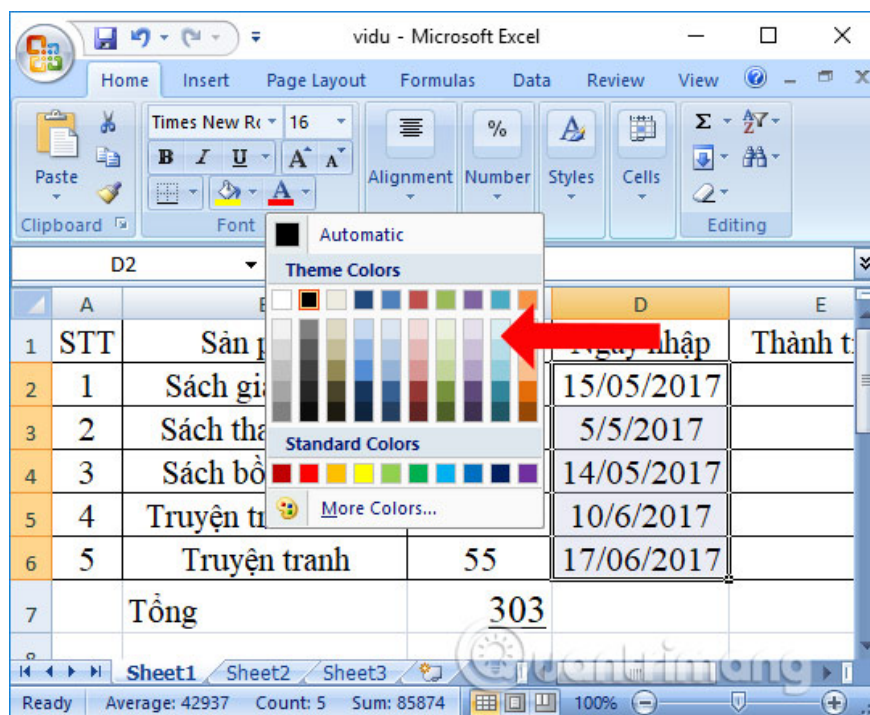 vidu - Microsoft Excel
Home Insert Page Layout Formulas Data Review View
Times New Ro 16
B I U A A
Paste
Alignment Number Styles Cells
% A Σ
Clipboard Font Editing
Automatic
D2
Theme Colors
A D E
1 STT Sản nhập Thành
2 1 Sách 15/05/2017
3 2 Sách 5/5/2017
Standard Colors
4 3 Sách 14/05/2017
More Colors...
5 4 Truyện 10/6/2017
6 5 Truyện tranh 55 17/06/2017
7 Tổng 303
Sheet1 Sheet2 Sheet3
Quantrimang
Ready Average: 42937 Count: 5 Sum: 85874 100%